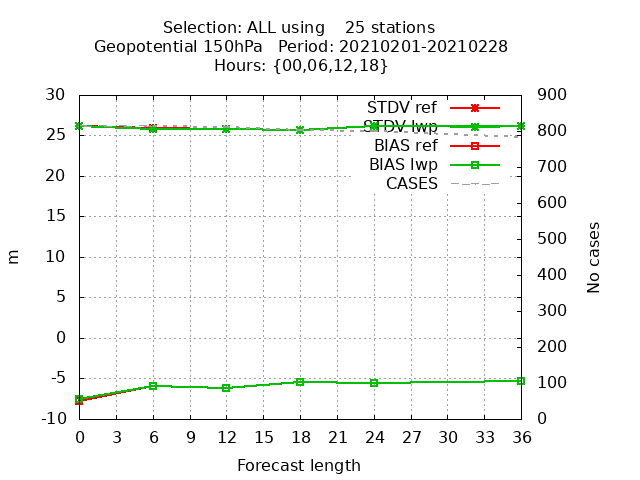 Selection: ALL using    25 stations
Geopotential 150hPa   Period: 20210201-20210228
Hours: {00,06,12,18}
30
25
20
15
10
5
0
-5
-10
m
900
800
700
600
500
400
300
200
100
0
No cases
STDV ref
STDV lwp
BIAS ref
BIAS lwp
CASES
0 3 6 9 12 15 18 21 24 27 30 33 36
Forecast length